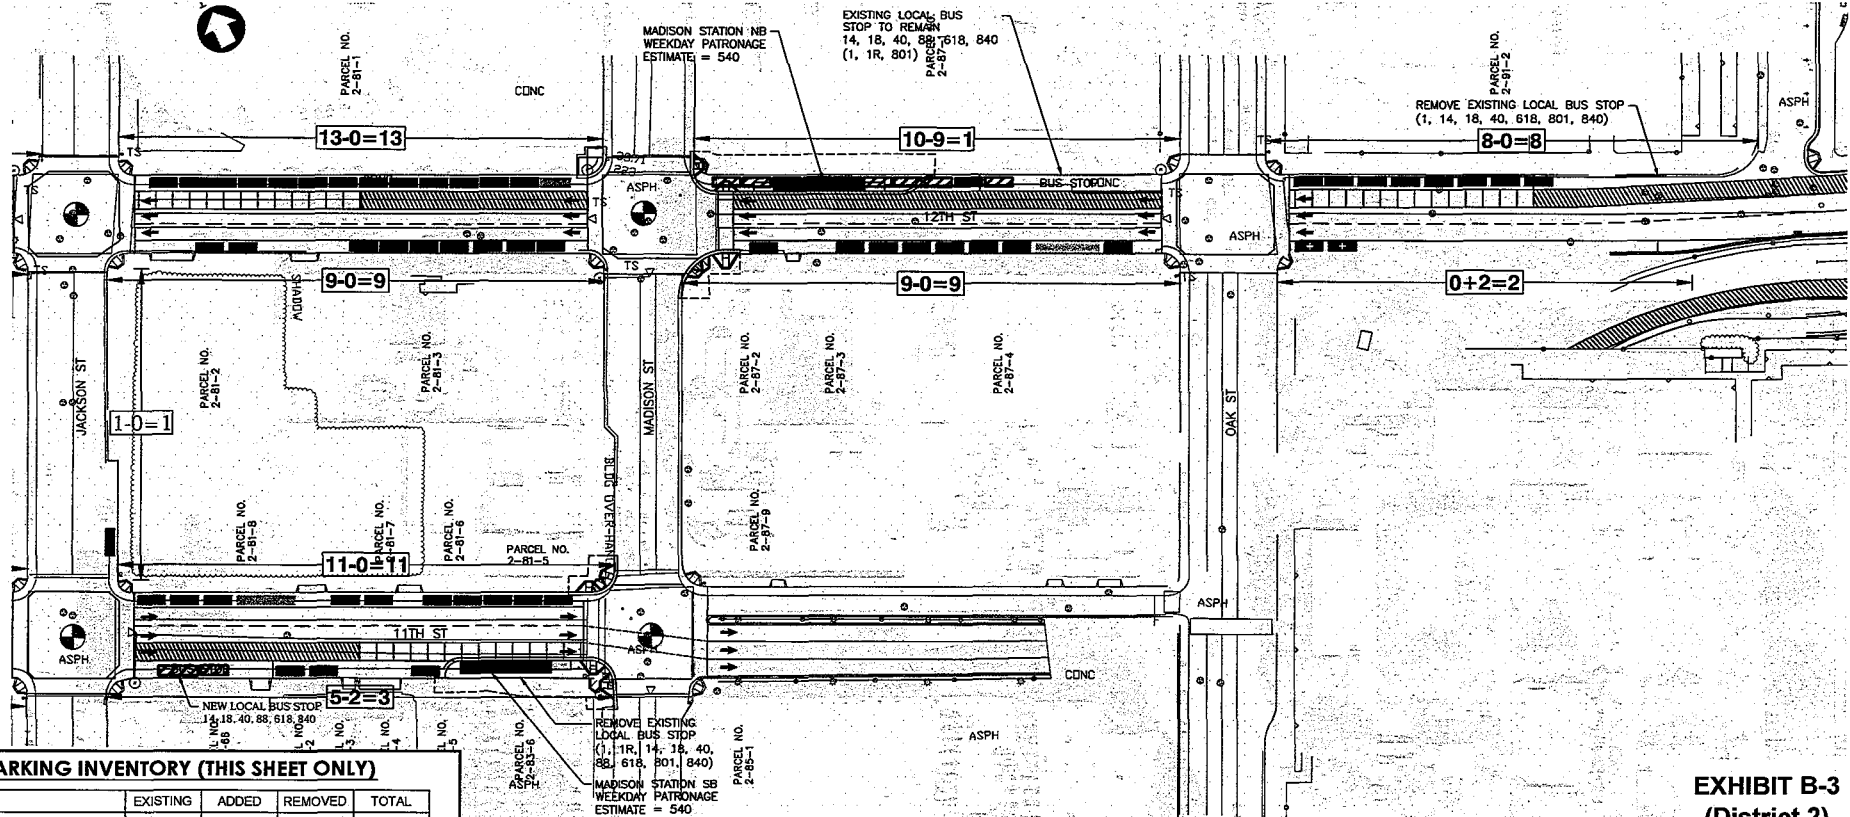 MADISON STATION NB
WEEKDAY PATRONAGE
ESTIMATE = 540
EXISTING LOCAL BUS
STOP TO REMAIN
14, 18, 40, 88, 618, 840
(1, 1R, 801)
PARCEL NO.
2-81-1
CONC
PARCEL NO.
2-91-2
REMOVE EXISTING LOCAL BUS STOP
(1, 14, 18, 40, 618, 801, 840)
ASPH
13-0=13
10-9=1
8-0=8
TS
TS
ASPH
TS
BUS STOP
CONC
TS
12TH ST
ASPH
TS
TS
9-0=9
9-0=9
0+2=2
SHADOW
JACKSON ST
PARCEL NO.
2-81-2
PARCEL NO.
2-81-3
MADISON ST
PARCEL NO.
2-87-2
PARCEL NO.
2-87-3
PARCEL NO.
2-87-4
OAK ST
1-0=1
PARCEL NO.
2-81-8
PARCEL NO.
2-81-7
PARCEL NO.
2-81-6
PARCEL NO.
2-81-5
BLDG OVER-HAN
PARCEL NO.
2-87-9
11-0=11
ASPH
11TH ST
ASPH
ASPH
CONC
5-2=3
NEW LOCAL BUS STOP
14, 18, 40, 88, 618, 840
REMOVE EXISTING
LOCAL BUS STOP
(1, 1R, 14, 18, 40,
88, 618, 801, 840)
MADISON STATION SB
WEEKDAY PATRONAGE
ESTIMATE = 540
PARCEL NO.
2-83-6
ASPH
PARCEL NO.
2-85-1
ASPH
ARKING INVENTORY (THIS SHEET ONLY)
EXISTING ADDED REMOVED TOTAL
EXHIBIT B-3
(District 2)